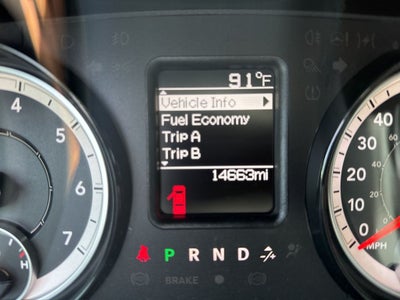 91°F
Vehicle Info
Fuel Economy
Trip A
Trip B
14663mi
P R N D -/+
BRAKE
4
5
6
7
H
40
30
20
10
0
MPH